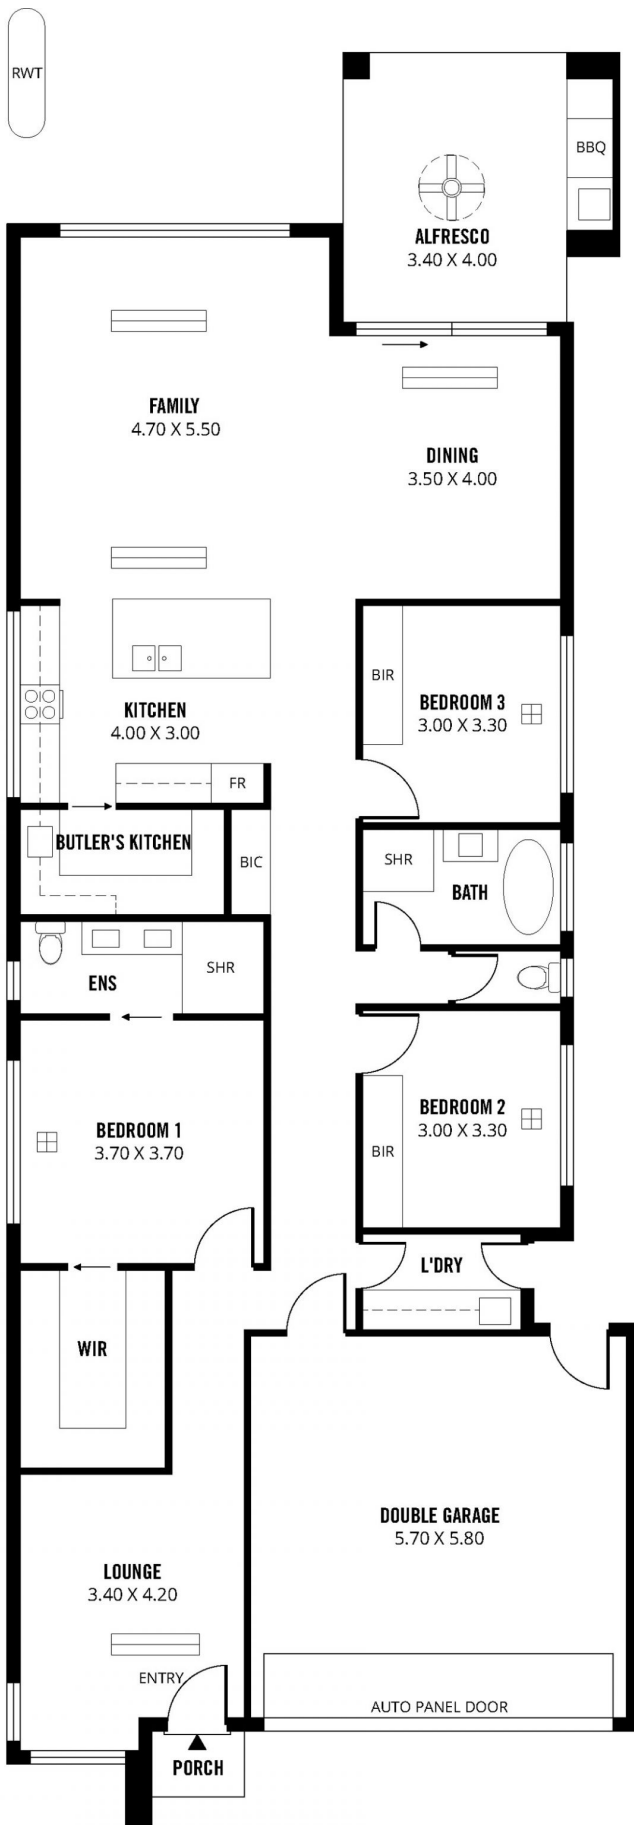 RWT
BBQ
ALFRESCO
3.40 X 4.00
FAMILY
4.70 X 5.50
DINING
3.50 X 4.00
BIR
BEDROOM 3
3.00 X 3.30
KITCHEN
4.00 X 3.00
FR
BUTLER'S KITCHEN
BIC
SHR
BATH
ENS
SHR
BEDROOM 2
3.00 X 3.30
BIR
BEDROOM 1
3.70 X 3.70
L'DRY
WIR
DOUBLE GARAGE
5.70 X 5.80
LOUNGE
3.40 X 4.20
ENTRY
AUTO PANEL DOOR
PORCH